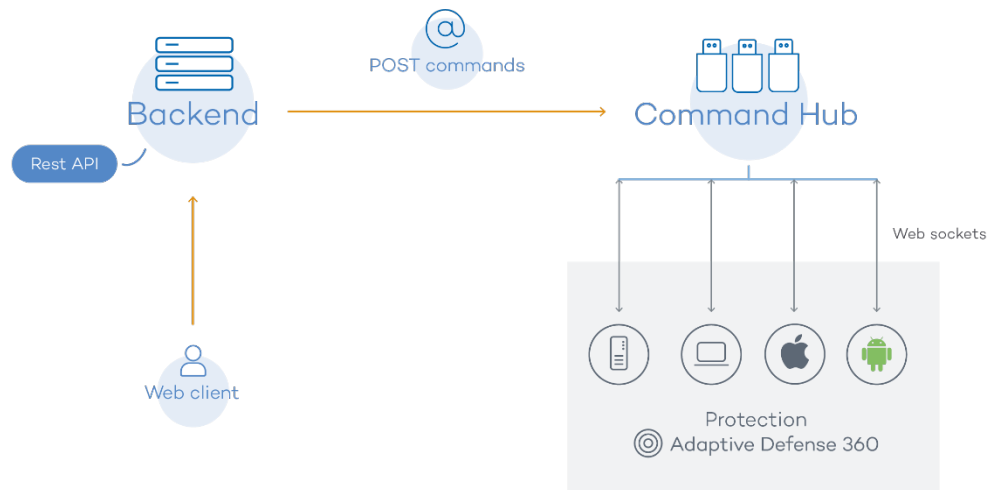 @
POST commands
Backend
Command Hub
Rest API
Web sockets
Web client
Protection
Adaptive Defense 360